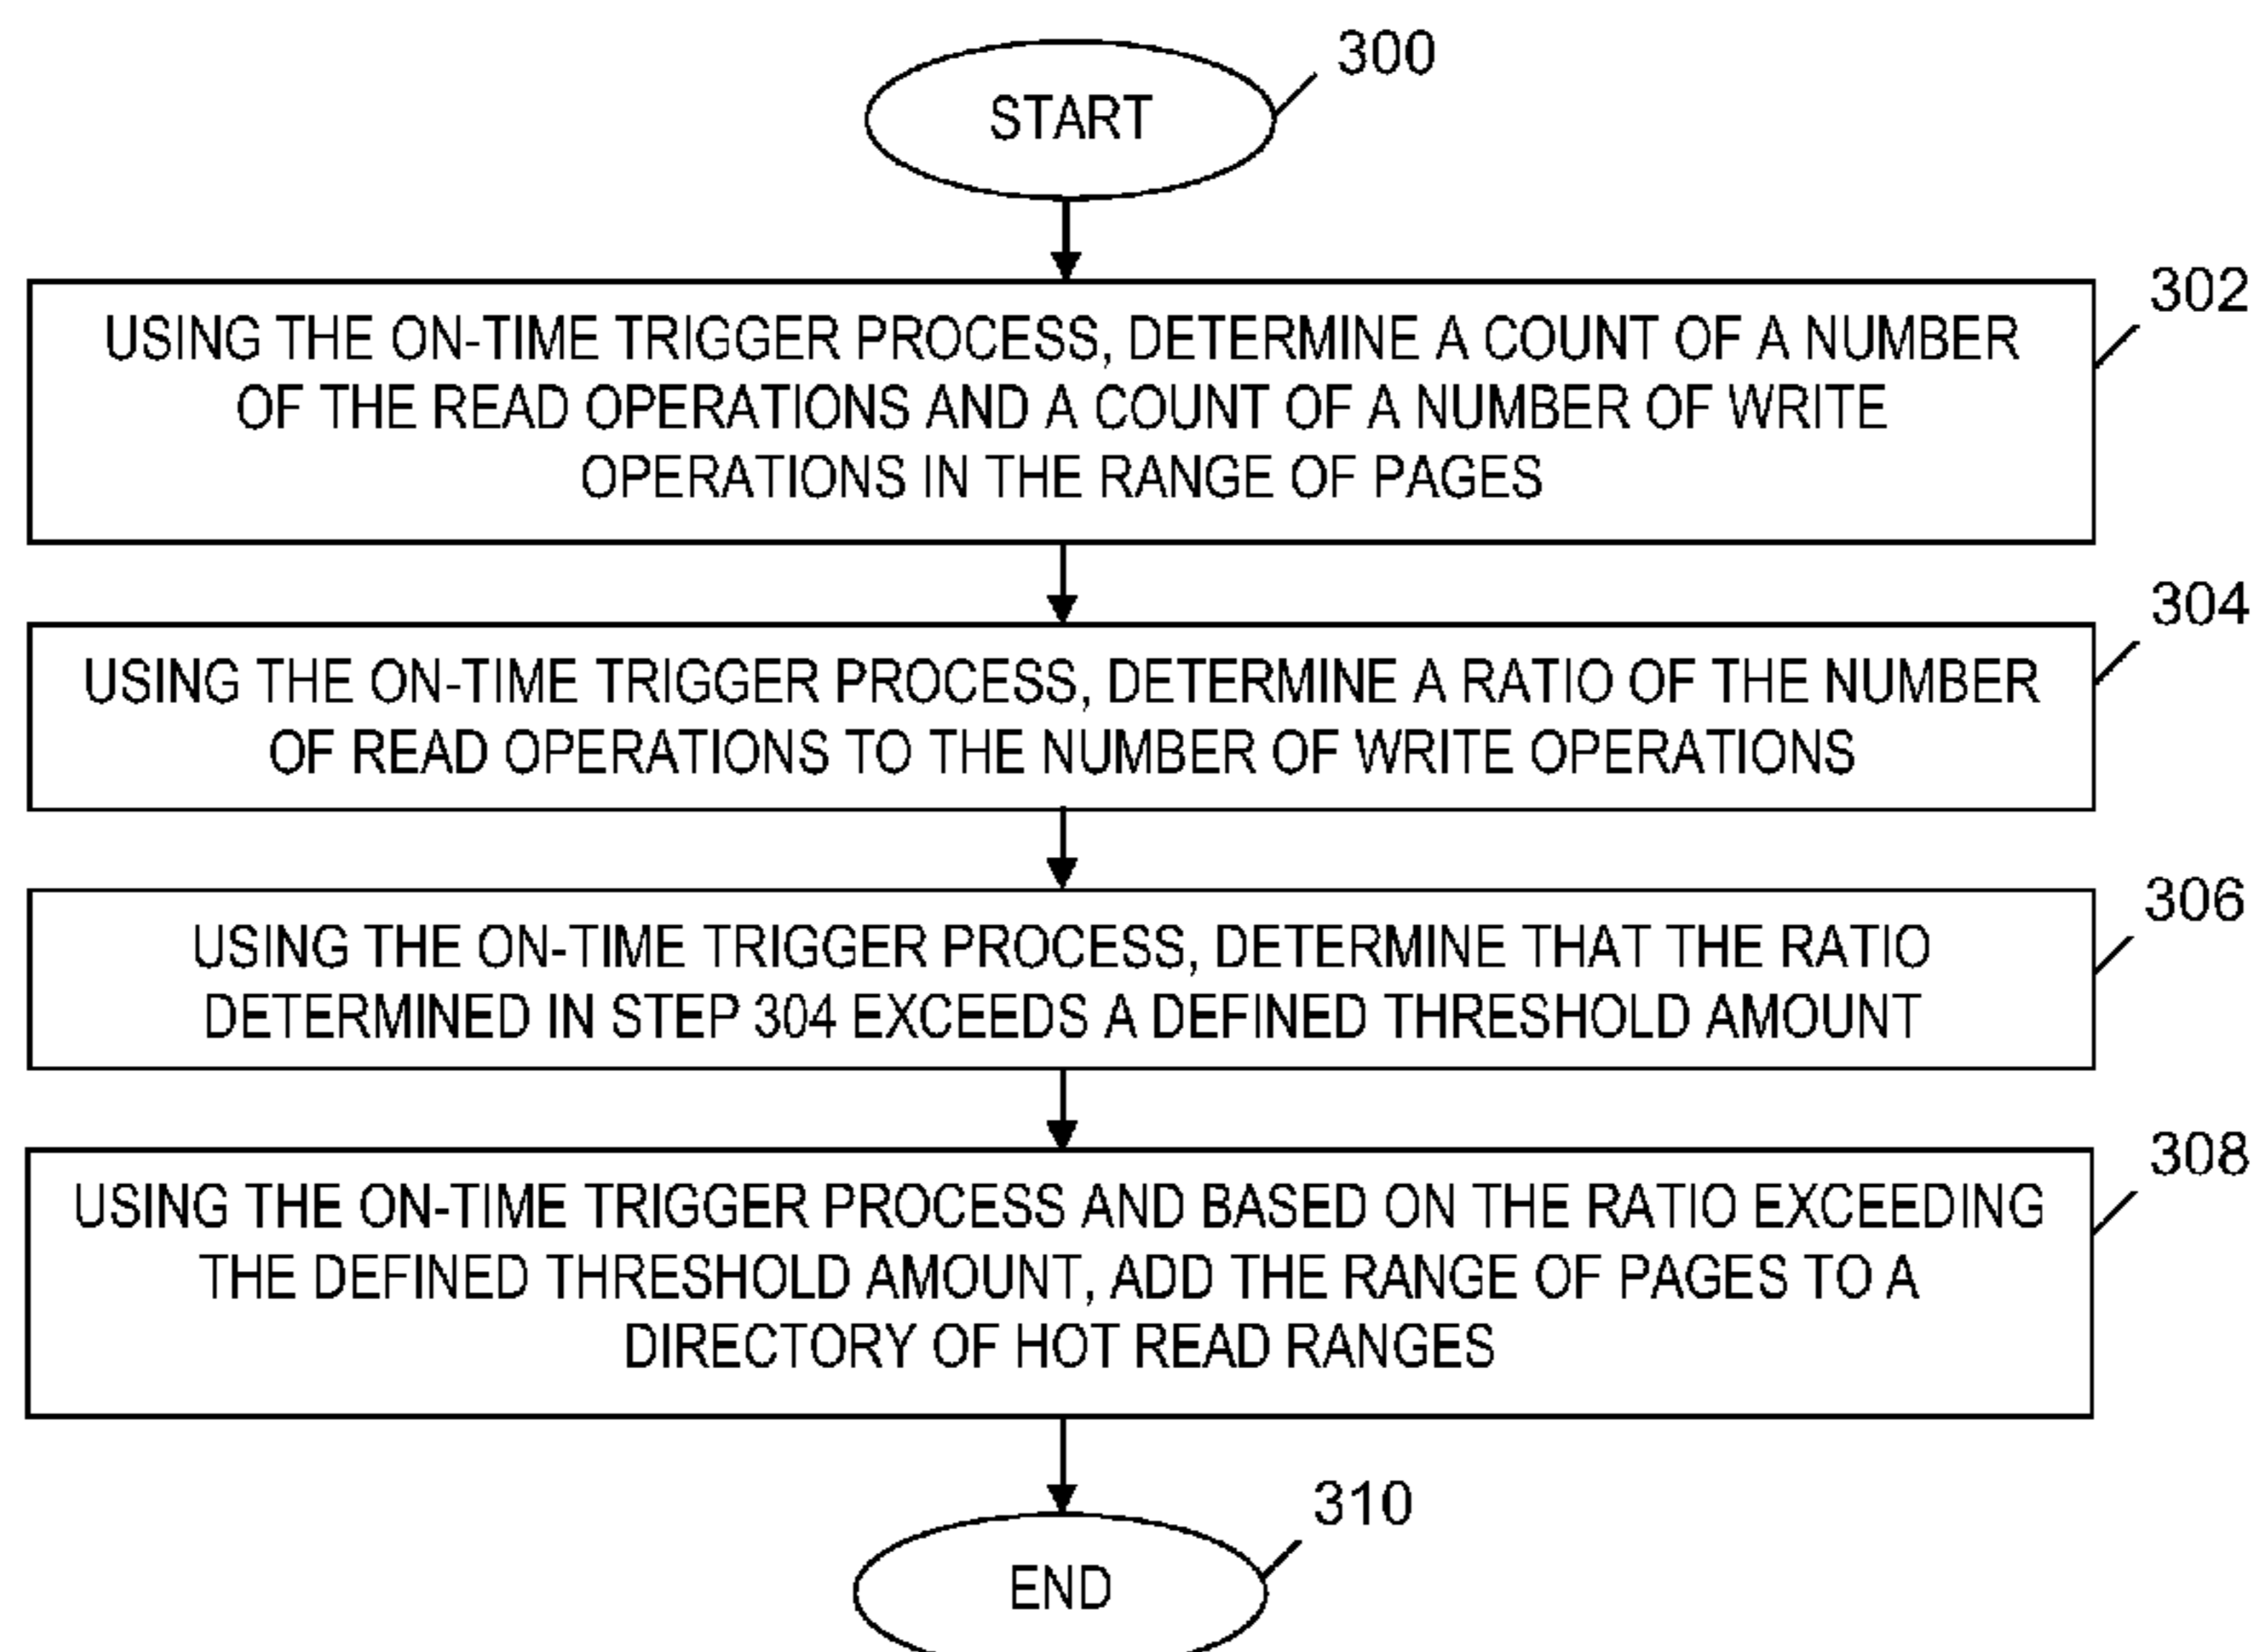 300
START
302
USING THE ON-TIME TRIGGER PROCESS, DETERMINE A COUNT OF A NUMBER
OF THE READ OPERATIONS AND A COUNT OF A NUMBER OF WRITE
OPERATIONS IN THE RANGE OF PAGES
304
USING THE ON-TIME TRIGGER PROCESS, DETERMINE A RATIO OF THE NUMBER
OF READ OPERATIONS TO THE NUMBER OF WRITE OPERATIONS
306
USING THE ON-TIME TRIGGER PROCESS, DETERMINE THAT THE RATIO
DETERMINED IN STEP 304 EXCEEDS A DEFINED THRESHOLD AMOUNT
308
USING THE ON-TIME TRIGGER PROCESS AND BASED ON THE RATIO EXCEEDING
THE DEFINED THRESHOLD AMOUNT, ADD THE RANGE OF PAGES TO A
DIRECTORY OF HOT READ RANGES
310
END